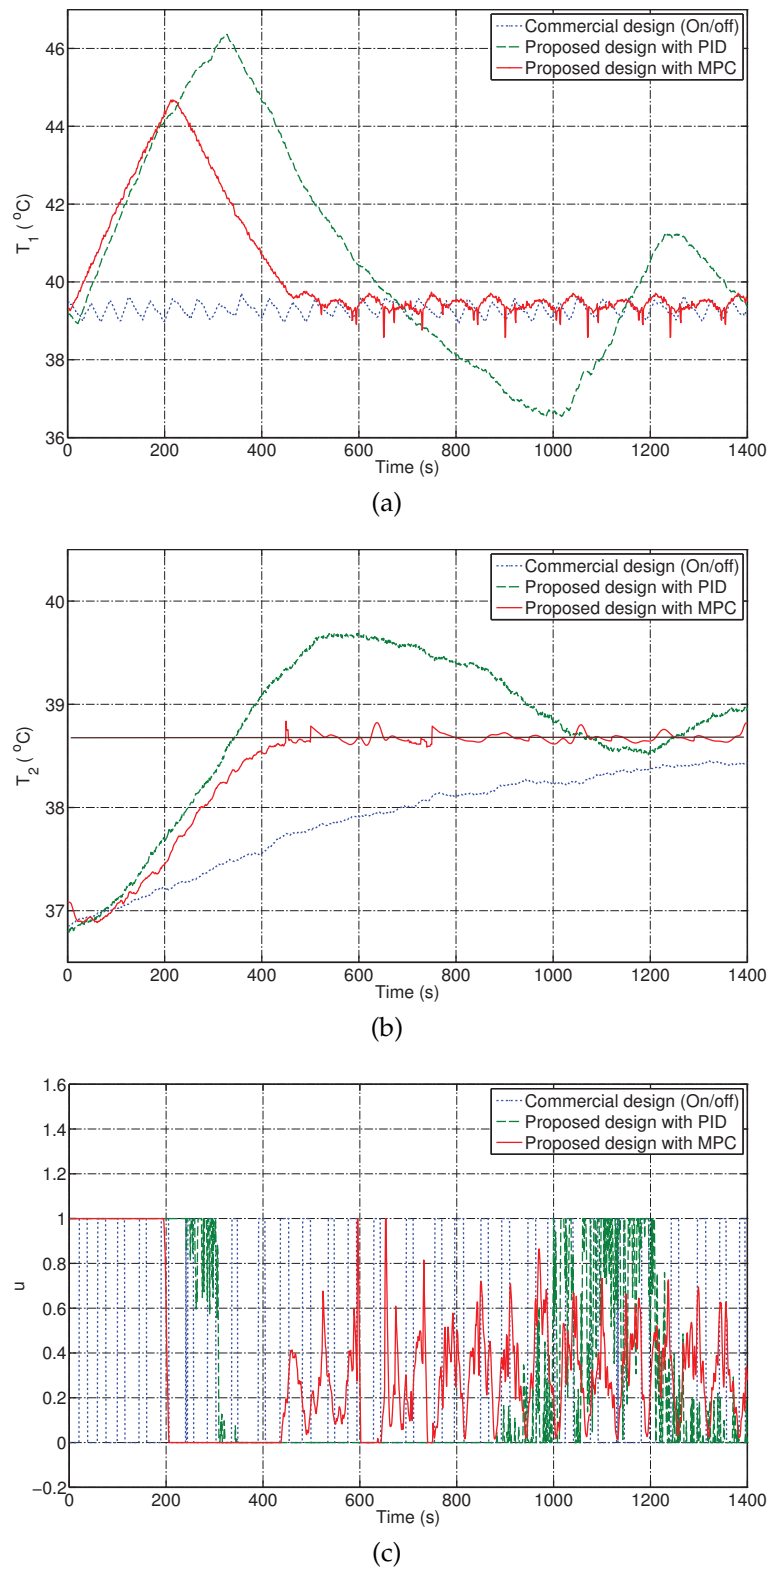 Commercial design (On/off)
Proposed design with PID
Proposed design with MPC
T1 (°C)
46
44
42
40
38
36
0 200 400 600 800 1000 1200 1400
Time (s)
(a)
Commercial design (On/off)
Proposed design with PID
Proposed design with MPC
T2 (°C)
40
39
38
37
0 200 400 600 800 1000 1200 1400
Time (s)
(b)
Commercial design (On/off)
Proposed design with PID
Proposed design with MPC
u
1.6
1.4
1.2
1
0.8
0.6
0.4
0.2
0
−0.2
0 200 400 600 800 1000 1200 1400
Time (s)
(c)